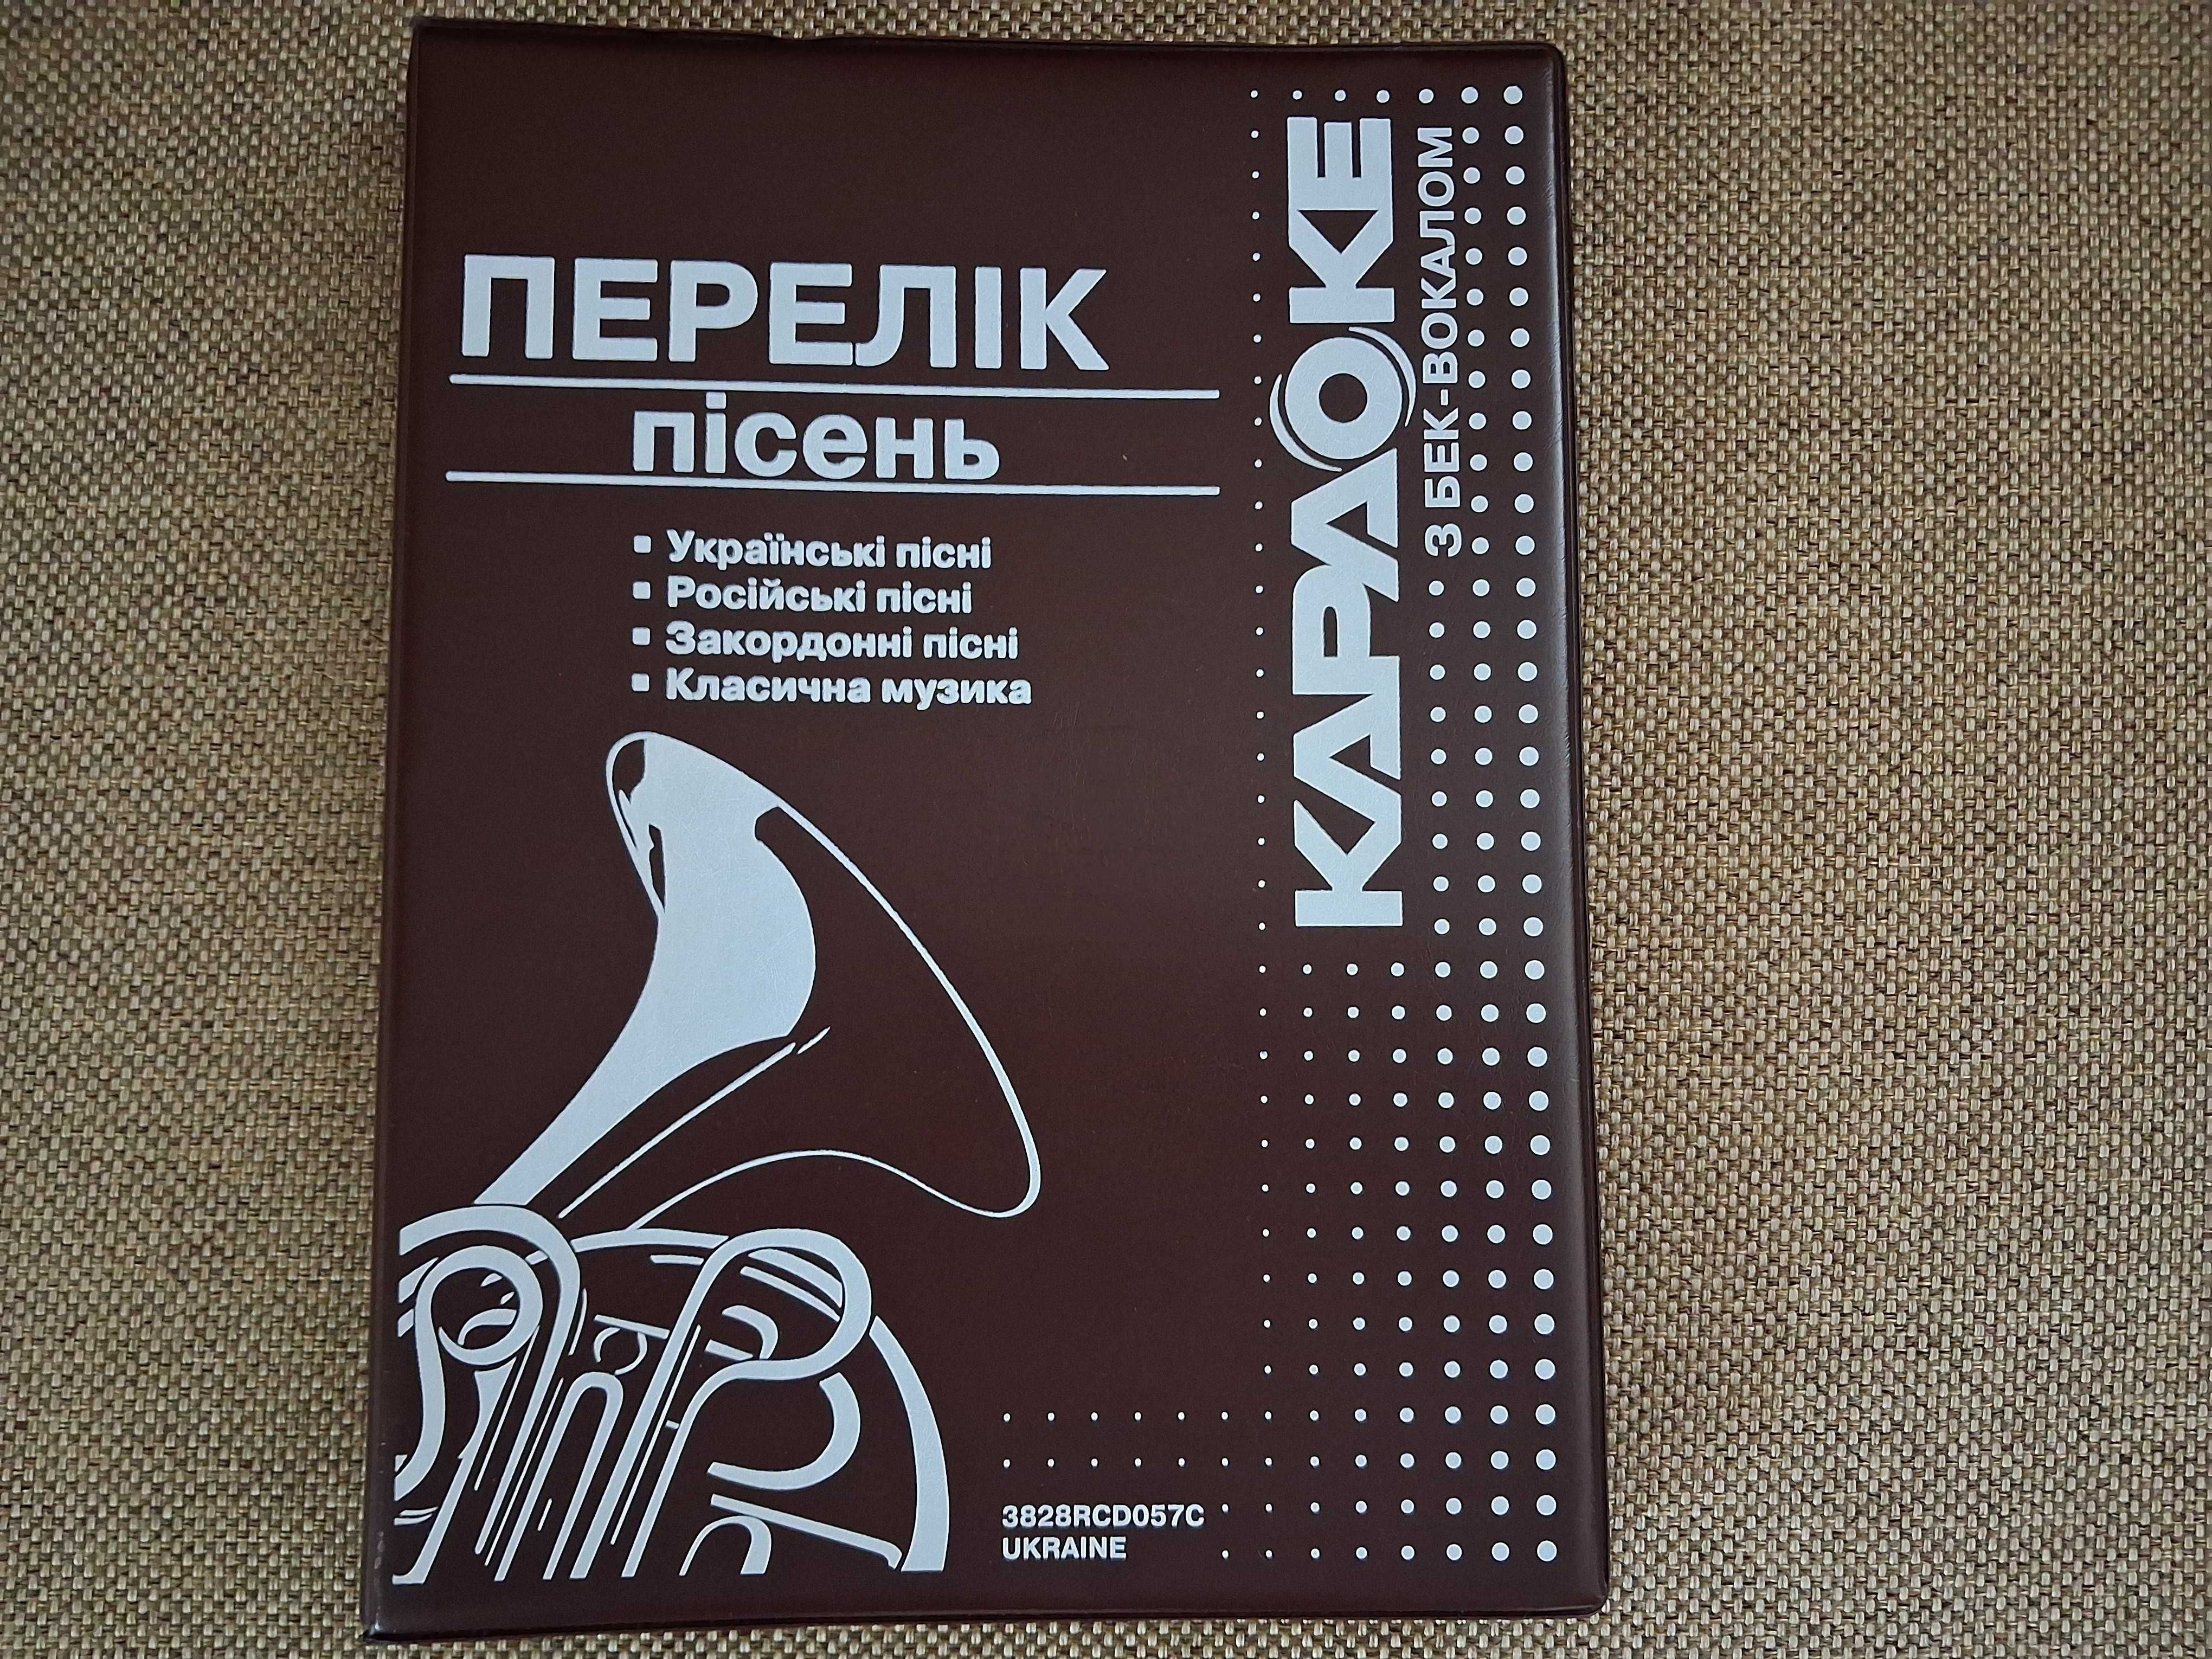 ПЕРЕЛІК
пісень
▪ Українські пісні
▪ Російські пісні
▪ Закордонні пісні
▪ Класична музика
КАРАОКЕ
З БЕК-ВОКАЛОМ
3828RCD057C
UKRAINE